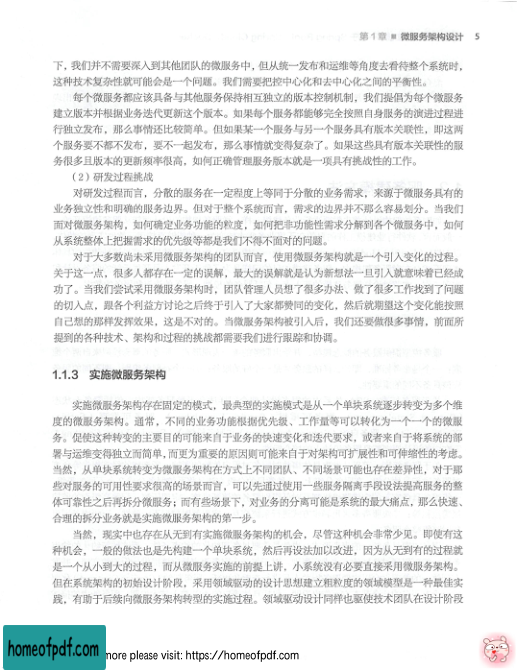 第 1 章 ■ 微服务架构设计 5
下，我们并不需要深入到其他团队的微服务中，但从统一发布和运维等角度去看待整个系统时，
这种技术复杂性就可能会是一个问题。我们需要把控中心化和去中心化之间的平衡性。
每个微服务都应该具备与其他服务保持相互独立的版本控制机制，我们提倡为每个微服务
建立版本并根据业务迭代更新这个版本。如果每个服务都能够完全按照自身服务的演进过程进
行独立发布，那么事情还比较简单。但如果某一个服务与另一个服务具有版本关联性，即这两
个服务要不都不发布，要不一起发布，那么事情就变得复杂了。如果这些具有版本关联性的服
务很多且版本的更新频率很高，如何正确管理服务版本就是一项具有挑战性的工作。
（2）研发过程挑战
对研发过程而言，分散的服务在一定程度上等同于分散的业务需求，来源于微服务具有的
业务独立性和明确的服务边界。但对于整个系统而言，需求的边界并不那么容易划分。当我们
面对微服务架构，如何确定业务功能的粒度，如何把非功能性需求分解到各个微服务中，如何
从系统整体上把握需求的优先级等都是我们不得不面对的问题。
对于大多数尚未采用微服务架构的团队而言，使用微服务架构就是一个引入变化的过程。
关于这一点，很多人都存在一定的误解，最大的误解就是认为新想法一旦引入就意味着已经成
功了。当我们尝试采用微服务架构时，团队管理人员想了很多办法、做了很多工作找到了问题
的切入点，跟各个利益方讨论之后终于引入了大家都赞同的变化，然后就期望这个变化能按照
自己想的那样发挥效果，这是不对的。当微服务架构被引入后，我们还要做很多事情，前面所
提到的各种技术、架构和过程的挑战都需要我们进行跟踪和协调。
1.1.3 实施微服务架构
实施微服务架构存在固定的模式，最典型的实施模式是从一个单块系统逐步转变为多个维
度的微服务架构。通常，不同的业务功能根据优先级、工作量等可以转化为一个一个的微服
务。促使这种转变的主要目的可能来自于业务的快速变化和迭代要求，或者来自于将系统的部
署与运维变得独立而简单，而更为重要的原因则可能来自于对架构可扩展性和可伸缩性的考虑。
当然，从单块系统转变为微服务架构在方式上不同团队、不同场景可能也存在差异性，对于那
些对服务的可用性要求很高的场景而言，可以先通过使用一些服务隔离手段设法提高服务的整
体可靠性之后再拆分微服务；而有些场景下，对业务的分离可能是系统的最大痛点，那么快速、
合理的拆分业务就是实施微服务架构的第一步。
当然，现实中也存在从无到有实施微服务架构的机会，尽管这种机会非常少见。即使有这
种机会，一般的做法也是先构建一个单块系统，然后再设法加以改进，因为从无到有的过程就
是一个从小到大的过程，而从微服务实施的前提上讲，小系统没有必要直接采用微服务架构。
但在系统架构的初始设计阶段，采用领域驱动的设计思想建立粗粒度的领域模型是一种最佳实
践，有助于后续向微服务架构转型的实施过程。领域驱动设计同样也驱使技术团队在设计阶段
homeofpdf.com
more please visit: https://homeofpdf.com